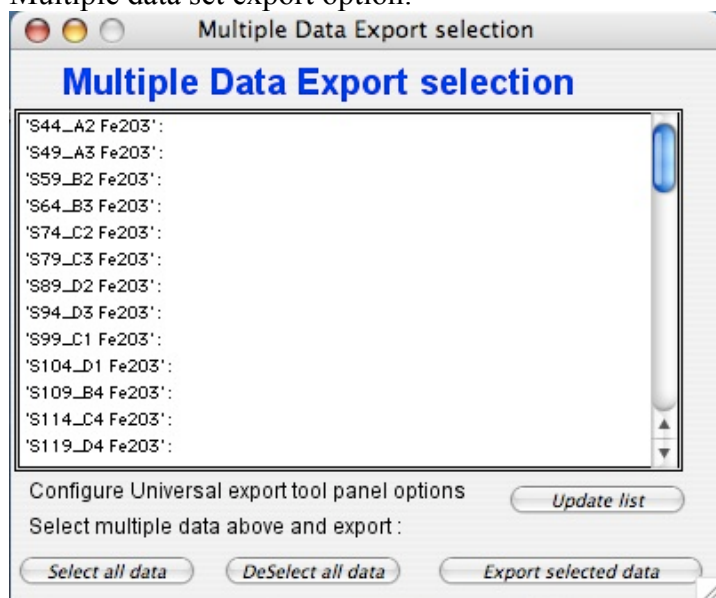 Multiple data set export option.
Multiple Data Export selection
Multiple Data Export selection
'S44_A2 Fe2O3':
'S49_A3 Fe2O3':
'S59_B2 Fe2O3':
'S64_B3 Fe2O3':
'S74_C2 Fe2O3':
'S79_C3 Fe2O3':
'S89_D2 Fe2O3':
'S94_D3 Fe2O3':
'S99_C1 Fe2O3':
'S104_D1 Fe2O3':
'S109_B4 Fe2O3':
'S114_C4 Fe2O3':
'S119_D4 Fe2O3':
Configure Universal export tool panel options
Update list
Select multiple data above and export :
Select all data
DeSelect all data
Export selected data